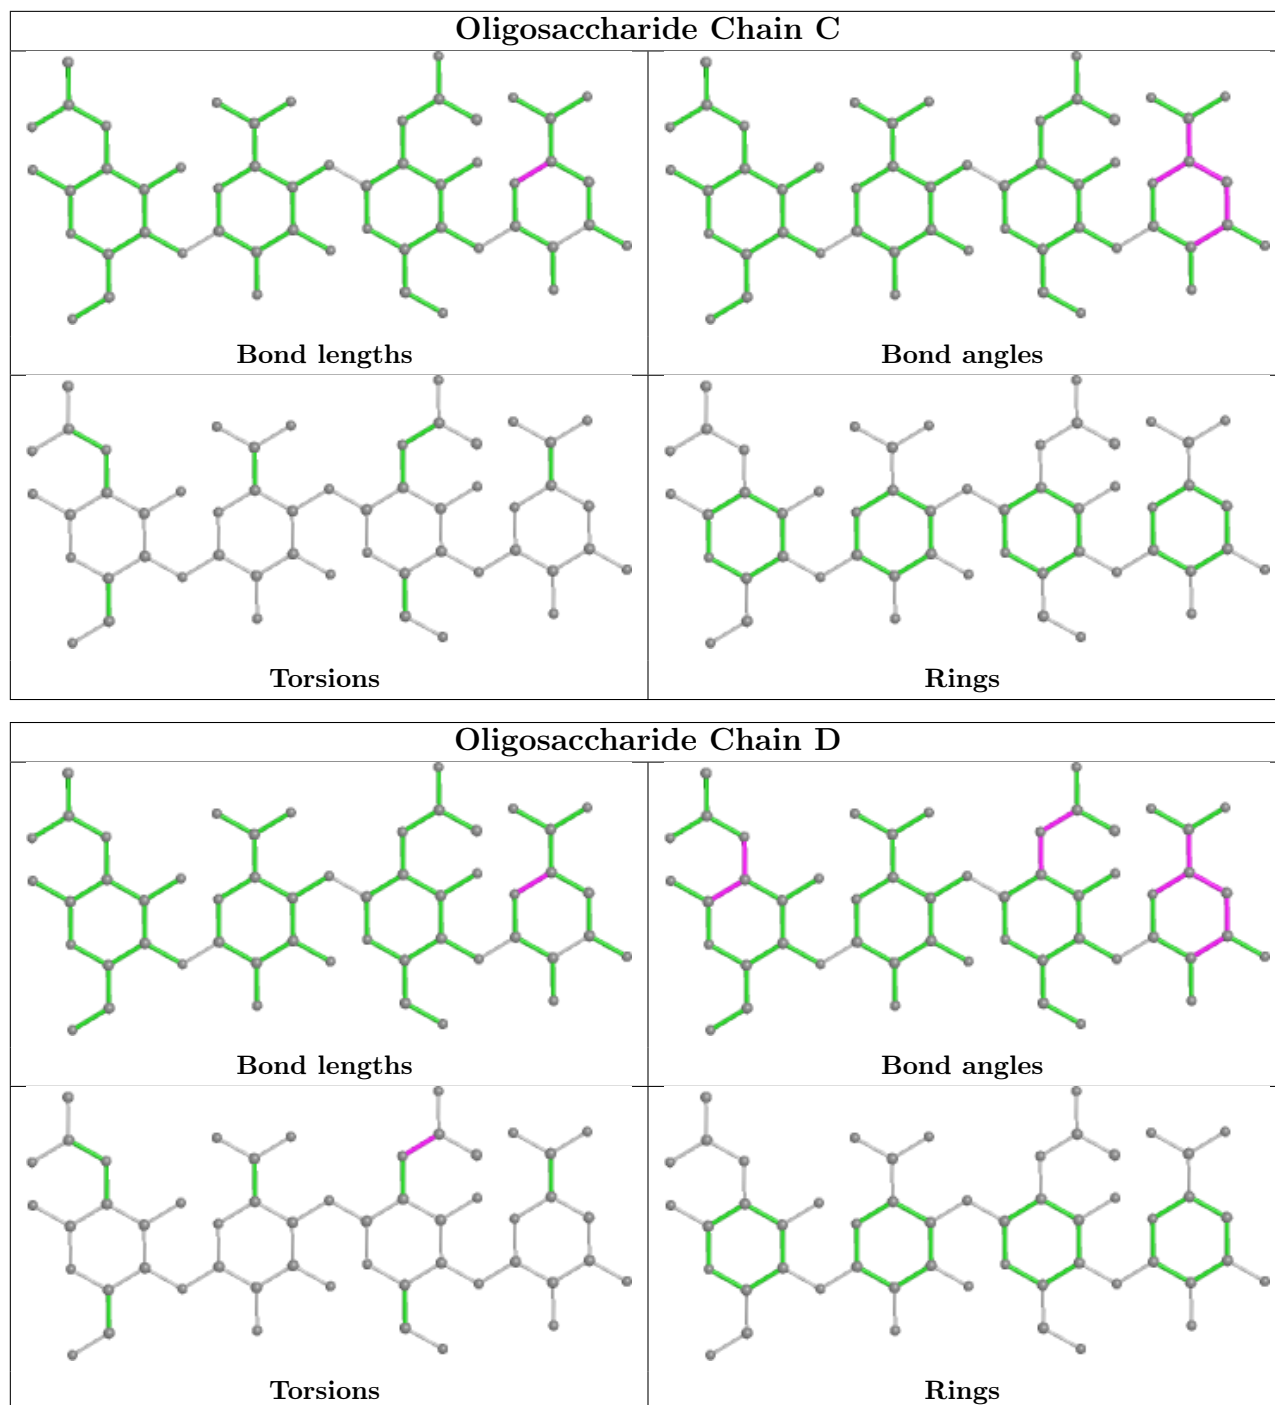 Oligosaccharide Chain C
Bond lengths
Bond angles
Torsions
Rings
Oligosaccharide Chain D
Bond lengths
Bond angles
Torsions
Rings